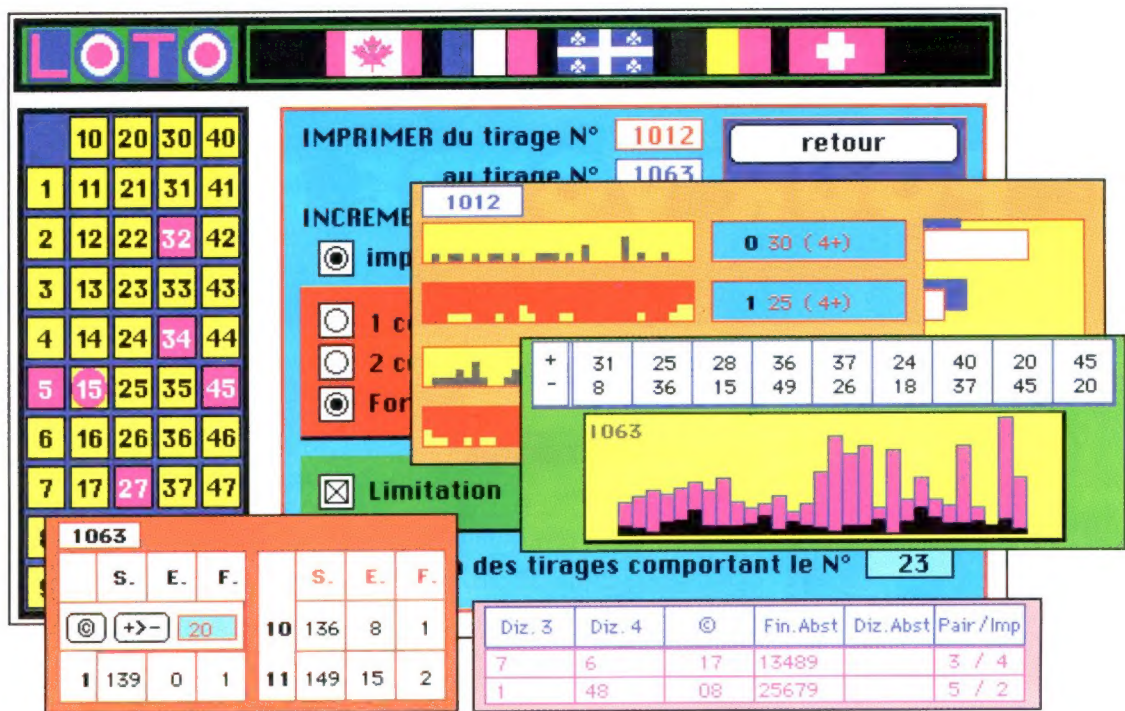 LOTO
10 20 30 40
1 11 21 31 41
2 12 22 32 42
3 13 23 33 43
4 14 24 34 44
5 15 25 35 45
6 16 26 36 46
7 17 27 37 47
IMPRIMER du tirage N° 1012
au tirage N° 1063
retour
INCREME
imp
1 c
2 c
For
Limitation
des tirages comportant le N° 23
1012
0 30 (4+)
1 25 (4+)
+ 31 25 28 36 37 24 40 20 45
- 8 36 15 49 26 18 37 45 20
1063
1063
S. E. F. S. E. F.
© +>- 20 10 136 8 1
1 139 0 1 11 149 15 2
Diz. 3 Diz. 4 © Fin.Abst Diz.Abst Pair/Imp
7 6 17 13489 3 / 4
1 48 08 25679 5 / 2